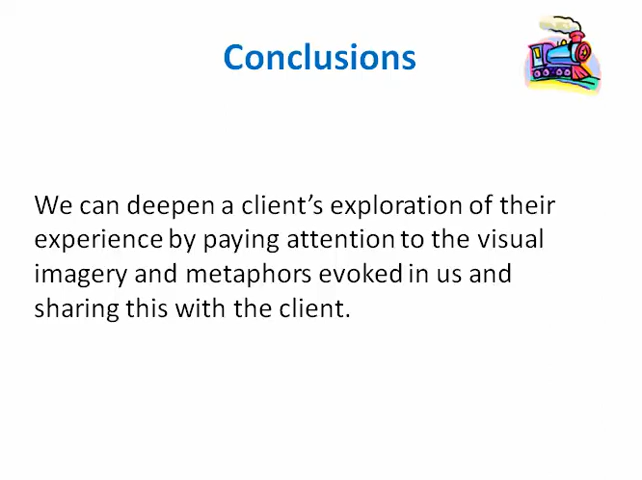 Conclusions
We can deepen a client’s exploration of their
experience by paying attention to the visual
imagery and metaphors evoked in us and
sharing this with the client.